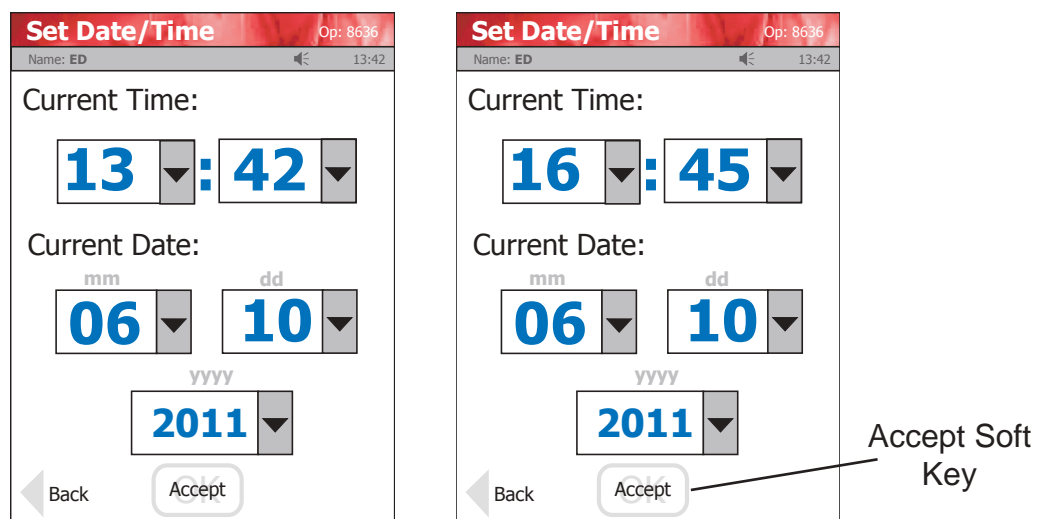 Set Date/Time Op: 8636
Name: ED 13:42
Current Time:
13 : 42
Current Date:
mm dd
06 10
yyyy
2011
Back OK Accept
Set Date/Time Op: 8636
Name: ED 13:42
Current Time:
16 : 45
Current Date:
mm dd
06 10
yyyy
2011
Back OK Accept
Accept Soft
Key